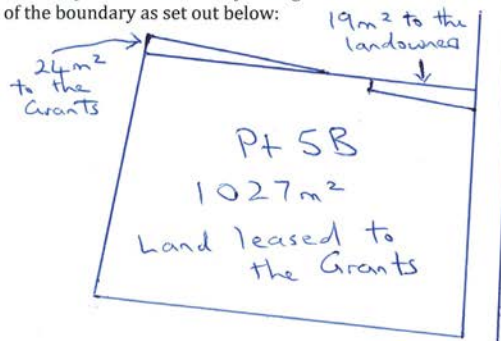 of the boundary as set out below:
19m² to the
landowner
24m²
to the
Grants
Pt 5B
1027m²
Land leased to
the Grants